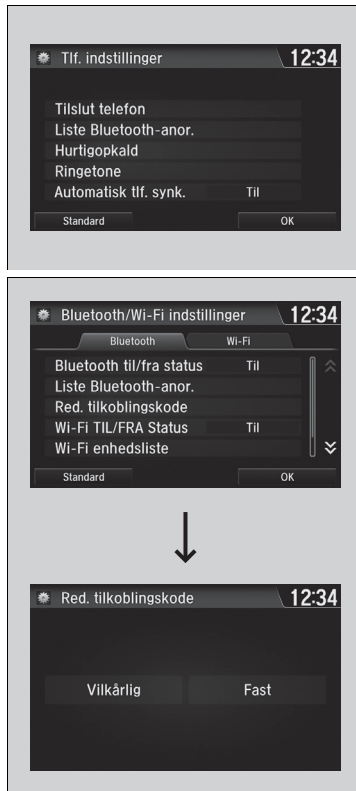 Tlf. indstillinger 12:34
Tilslut telefon
Liste Bluetooth-anor.
Hurtigopkald
Ringetone
Automatisk tlf. synk. Til
Standard OK
Bluetooth/Wi-Fi indstillinger 12:34
Bluetooth Wi-Fi
Bluetooth til/fra status Til
Liste Bluetooth-anor.
Red. tilkoblingskode
Wi-Fi TIL/FRA Status Til
Wi-Fi enhedsliste
Standard OK
Red. tilkoblingskode 12:34
Vilkårlig Fast